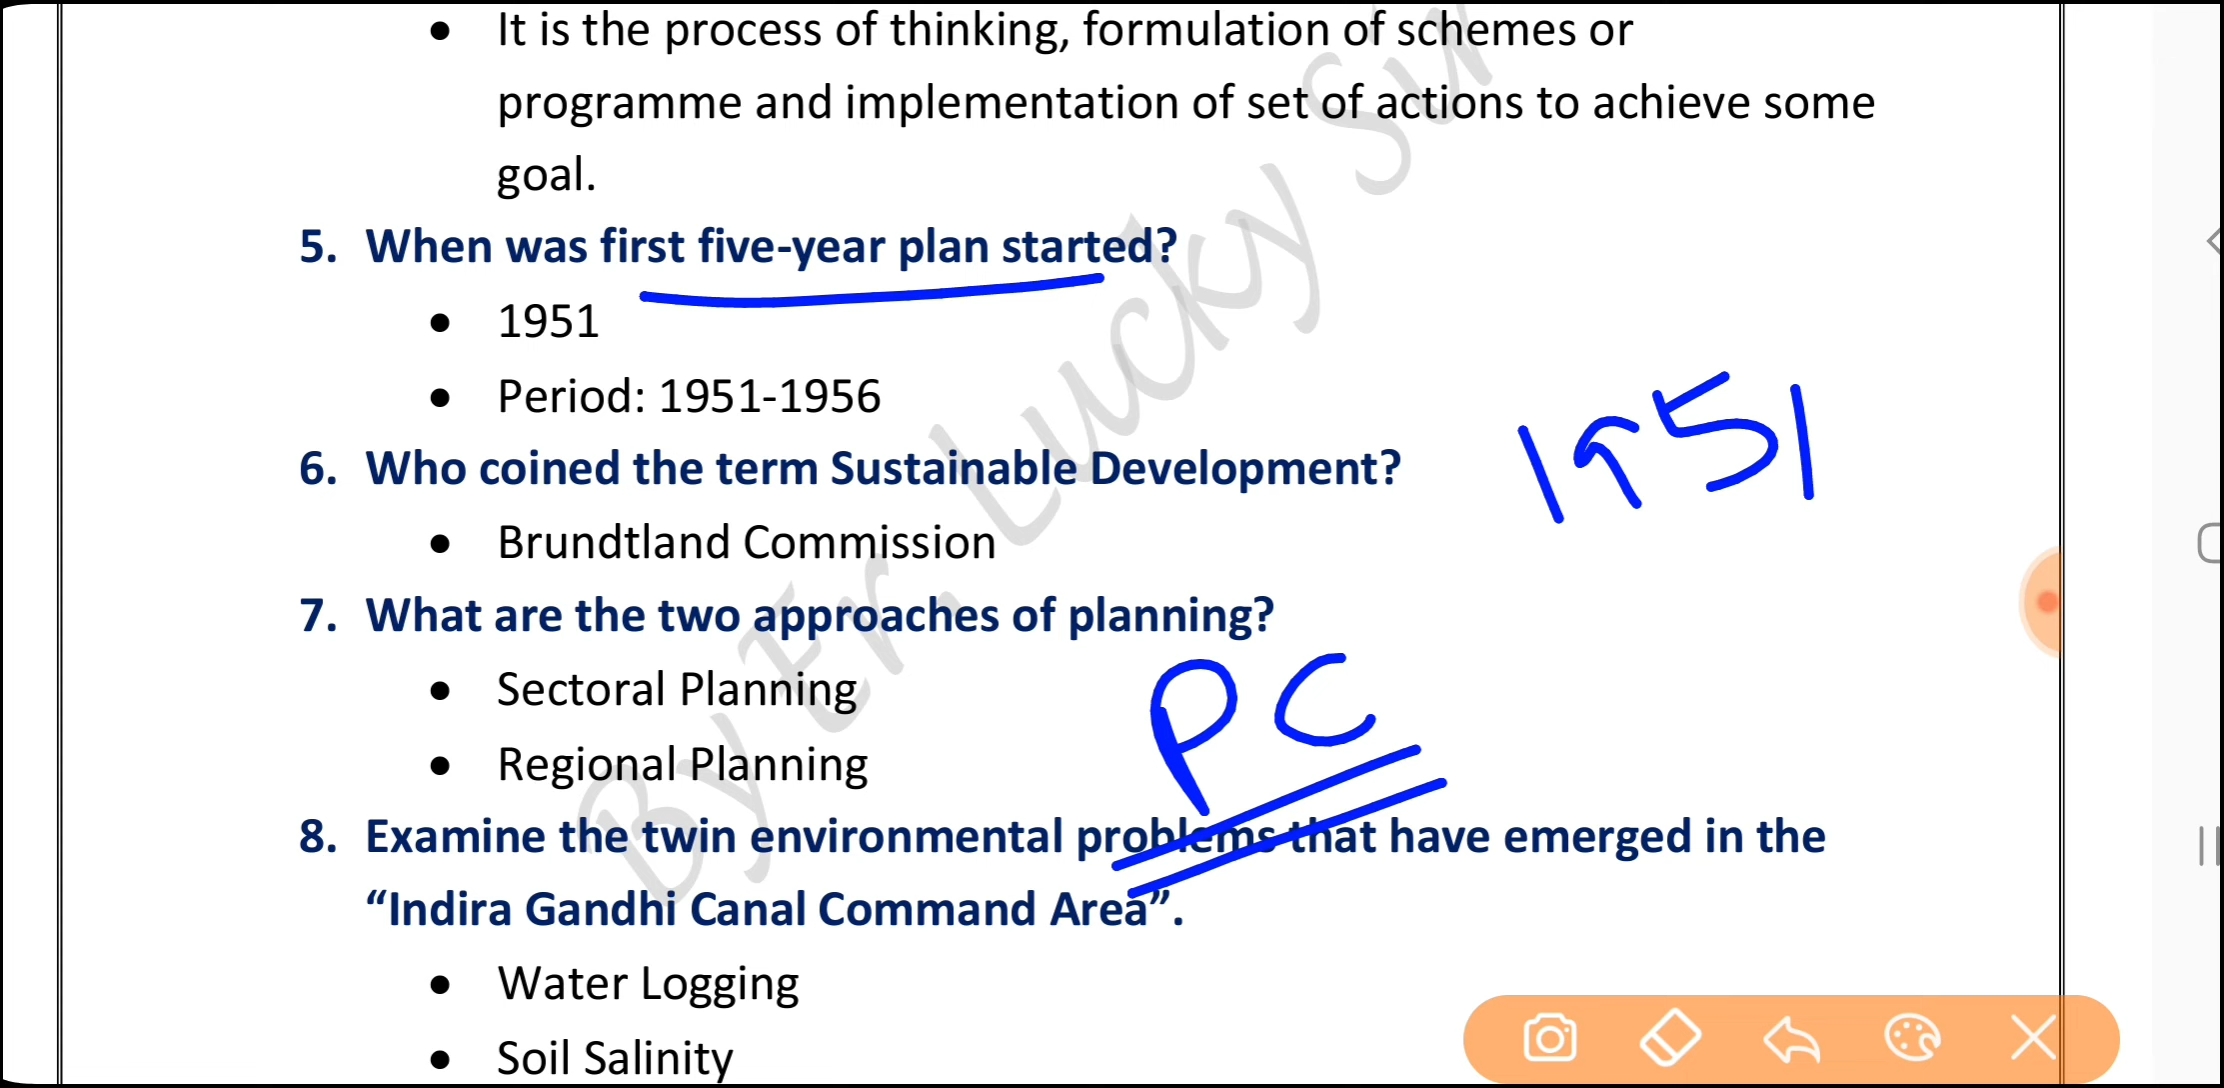 • It is the process of thinking, formulation of schemes or
programme and implementation of set of actions to achieve some
goal.
5. When was first five-year plan started?
• 1951
• Period: 1951-1956
1951
6. Who coined the term Sustainable Development?
• Brundtland Commission
7. What are the two approaches of planning?
• Sectoral Planning
• Regional Planning
PC
8. Examine the twin environmental problems that have emerged in the
“Indira Gandhi Canal Command Area”.
• Water Logging
• Soil Salinity
By Er. Lucky Sir